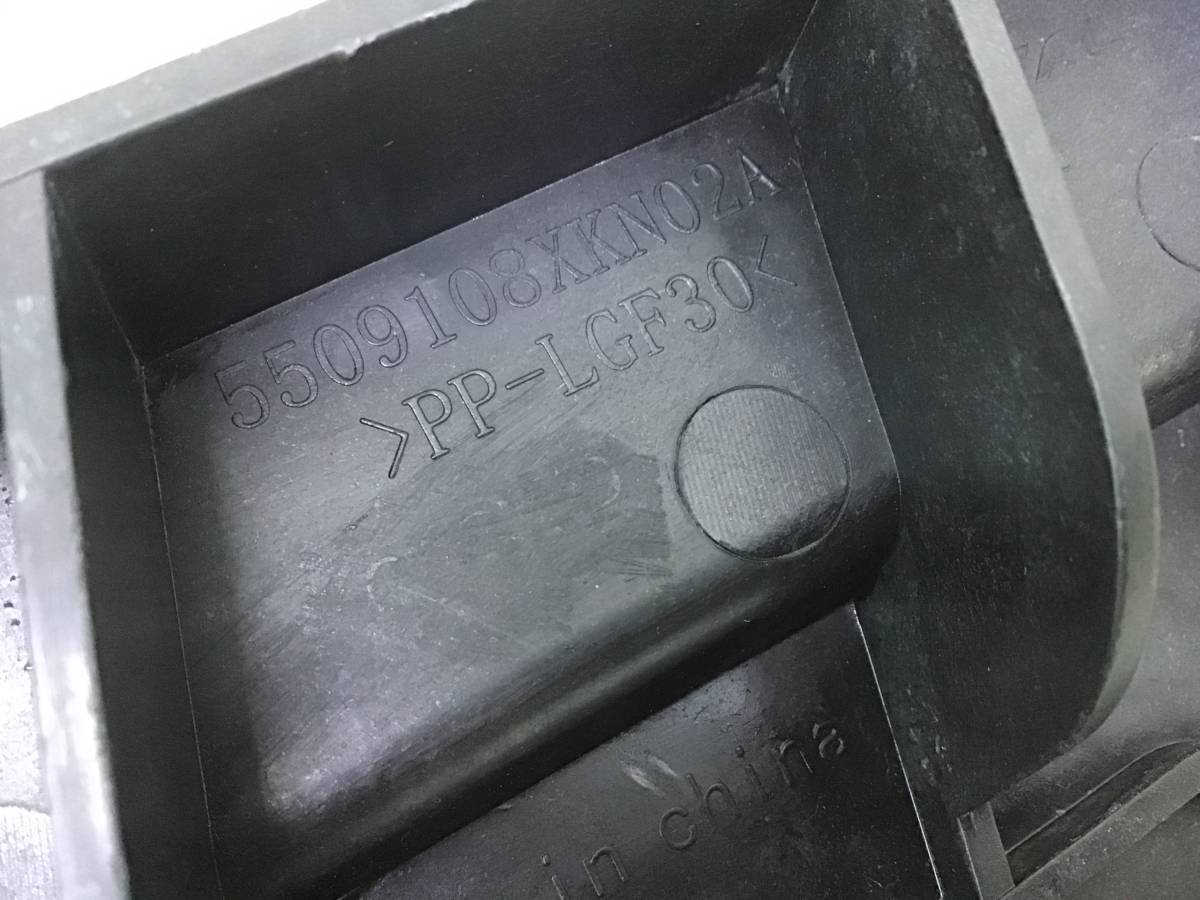 5509108XKN02A
>PP-LGF30<
in china